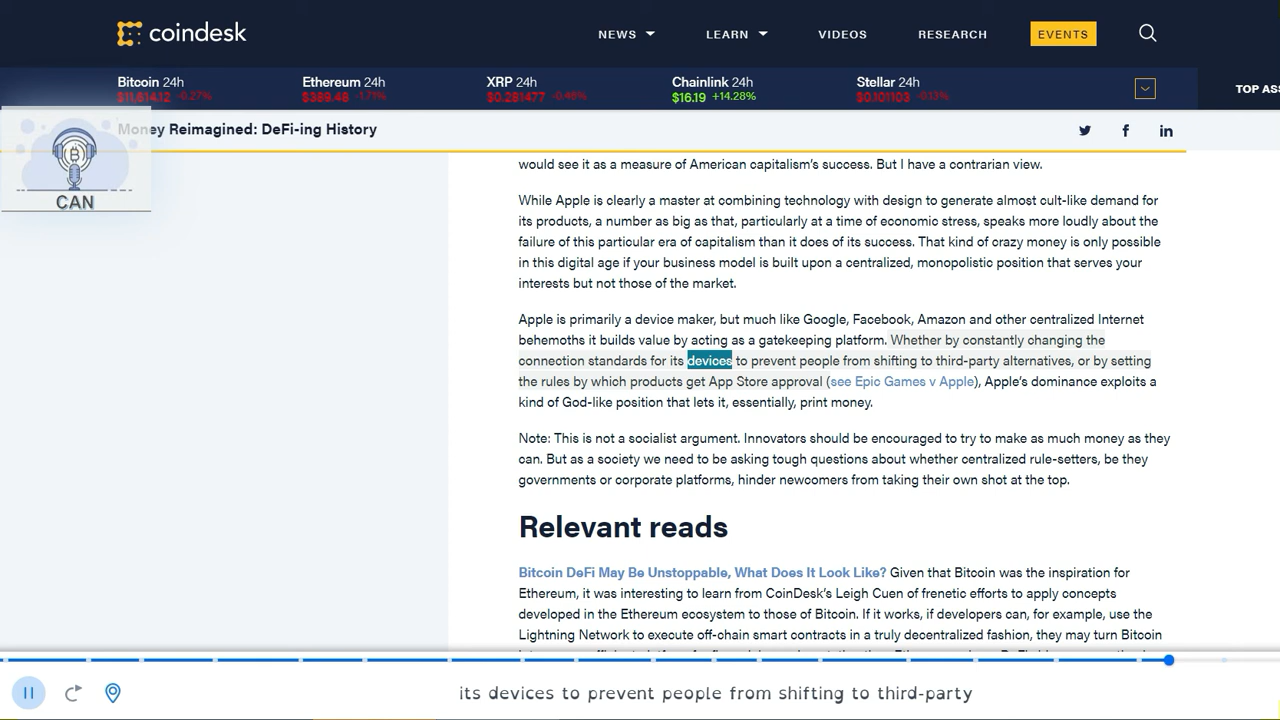 coindesk
NEWS LEARN VIDEOS RESEARCH EVENTS
Bitcoin 24h Ethereum 24h XRP 24h Chainlink 24h Stellar 24h
$11,614.12 -0.27% $389.48 -1.71% $0.281477 -0.48% $16.19 +14.28% $0.101103 -0.13%
TOP ASS
Money Reimagined: DeFi-ing History
CAN
would see it as a measure of American capitalism's success. But I have a contrarian view.
While Apple is clearly a master at combining technology with design to generate almost cult-like demand for
its products, a number as big as that, particularly at a time of economic stress, speaks more loudly about the
failure of this particular era of capitalism than it does of its success. That kind of crazy money is only possible
in this digital age if your business model is built upon a centralized, monopolistic position that serves your
interests but not those of the market.
Apple is primarily a device maker, but much like Google, Facebook, Amazon and other centralized Internet
behemoths it builds value by acting as a gatekeeping platform. Whether by constantly changing the
connection standards for its devices to prevent people from shifting to third-party alternatives, or by setting
the rules by which products get App Store approval (see Epic Games v Apple), Apple's dominance exploits a
kind of God-like position that lets it, essentially, print money.
Note: This is not a socialist argument. Innovators should be encouraged to try to make as much money as they
can. But as a society we need to be asking tough questions about whether centralized rule-setters, be they
governments or corporate platforms, hinder newcomers from taking their own shot at the top.
Relevant reads
Bitcoin DeFi May Be Unstoppable, What Does It Look Like? Given that Bitcoin was the inspiration for
Ethereum, it was interesting to learn from CoinDesk's Leigh Cuen of frenetic efforts to apply concepts
developed in the Ethereum ecosystem to those of Bitcoin. If it works, if developers can, for example, use the
Lightning Network to execute off-chain smart contracts in a truly decentralized fashion, they may turn Bitcoin
its devices to prevent people from shifting to third-party